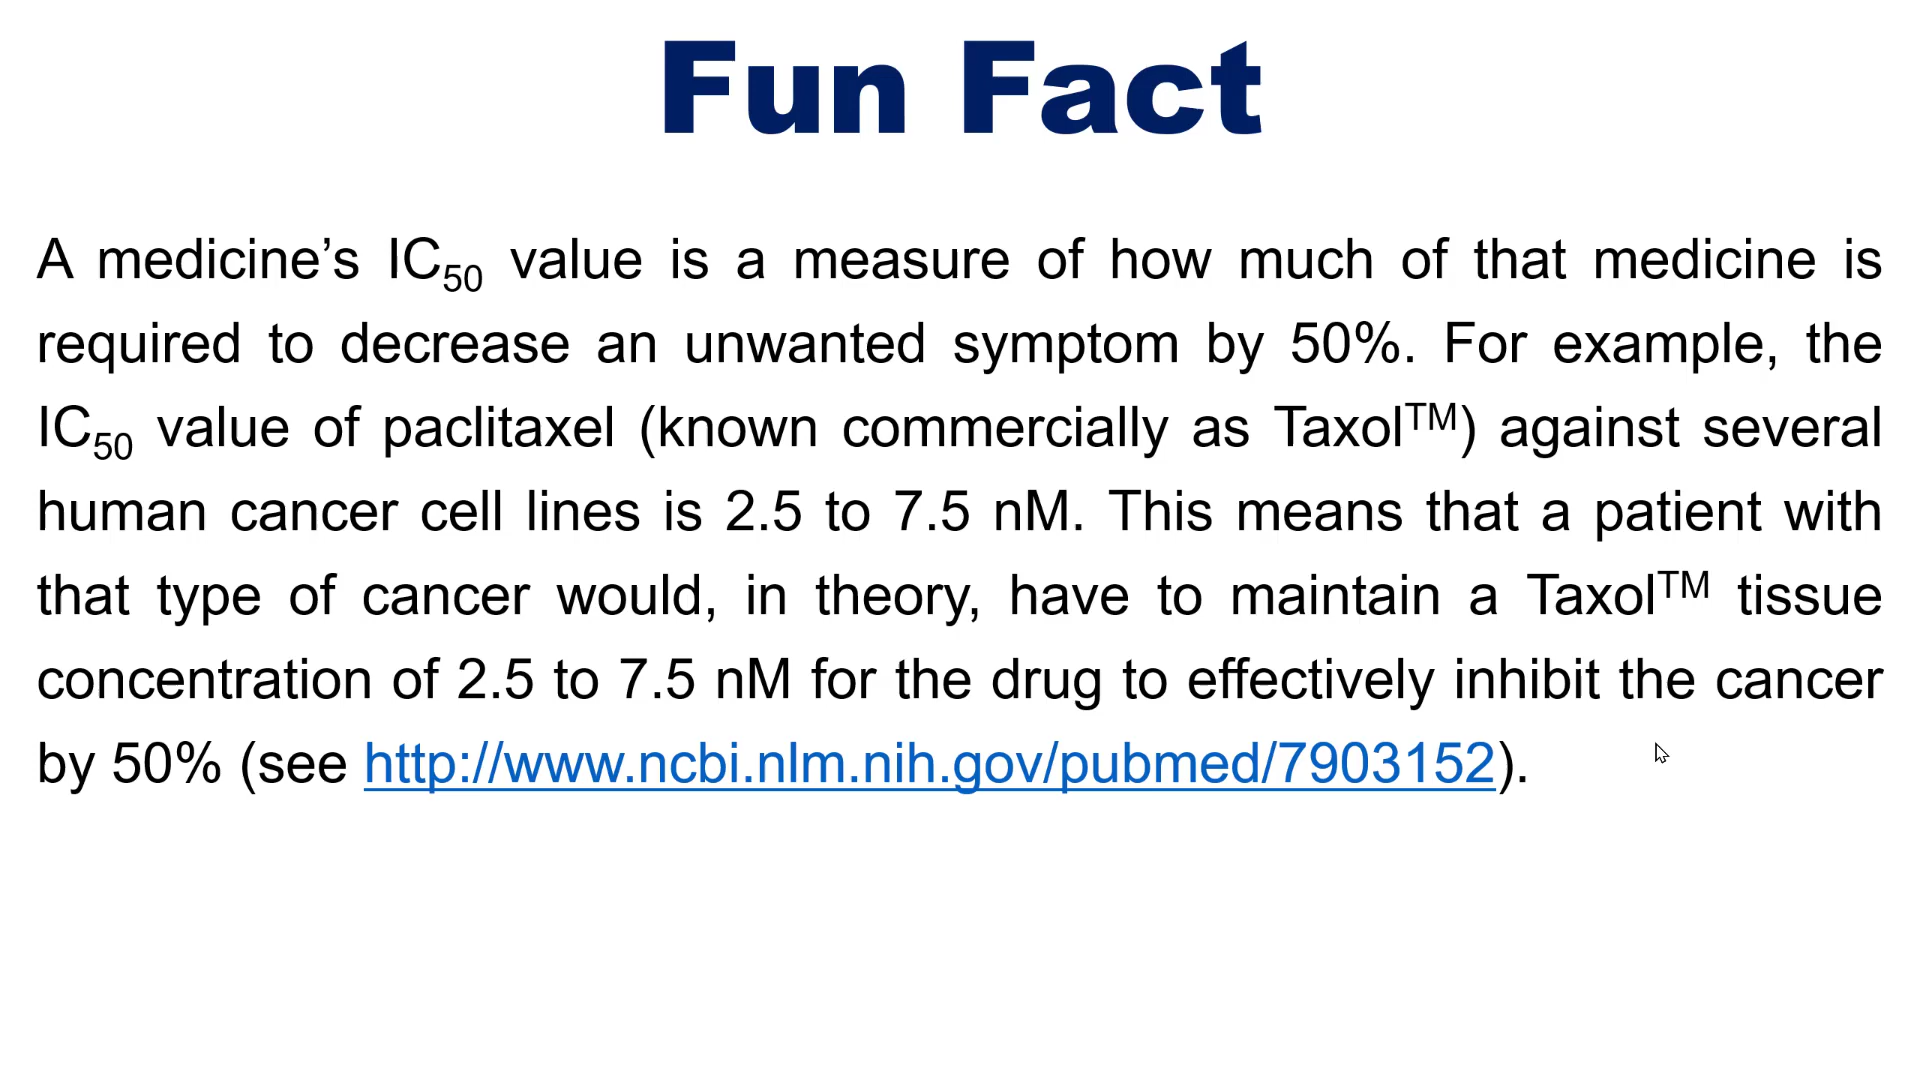 Fun Fact
A medicine’s IC₅₀ value is a measure of how much of that medicine is
required to decrease an unwanted symptom by 50%. For example, the
IC₅₀ value of paclitaxel (known commercially as Taxol™) against several
human cancer cell lines is 2.5 to 7.5 nM. This means that a patient with
that type of cancer would, in theory, have to maintain a Taxol™ tissue
concentration of 2.5 to 7.5 nM for the drug to effectively inhibit the cancer
by 50% (see http://www.ncbi.nlm.nih.gov/pubmed/7903152).